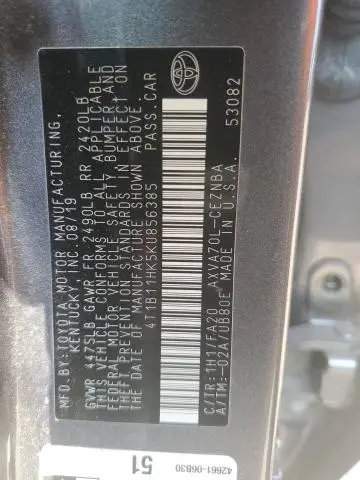 MFD. BY:TOYOTA MOTOR MANUFACTURING,
KENTUCKY, INC. 08/19
GVWR 4475LB GAWR FR 2490LB RR 2420LB
THIS VEHICLE CONFORMS TO ALL APPLICABLE
FEDERAL MOTOR VEHICLE SAFETY, BUMPER, AND
THEFT PREVENTION STANDARDS IN EFFECT ON
THE DATE OF MANUFACTURE SHOWN ABOVE.
4T1B11HK5KU856385 PASS.CAR
C/TR:1H1/FA20 AXVA70L-CEZNBA
A/TM:-02A/UB80E MADE IN U.S.A.
53082
TOYOTA
42661-06B30
51